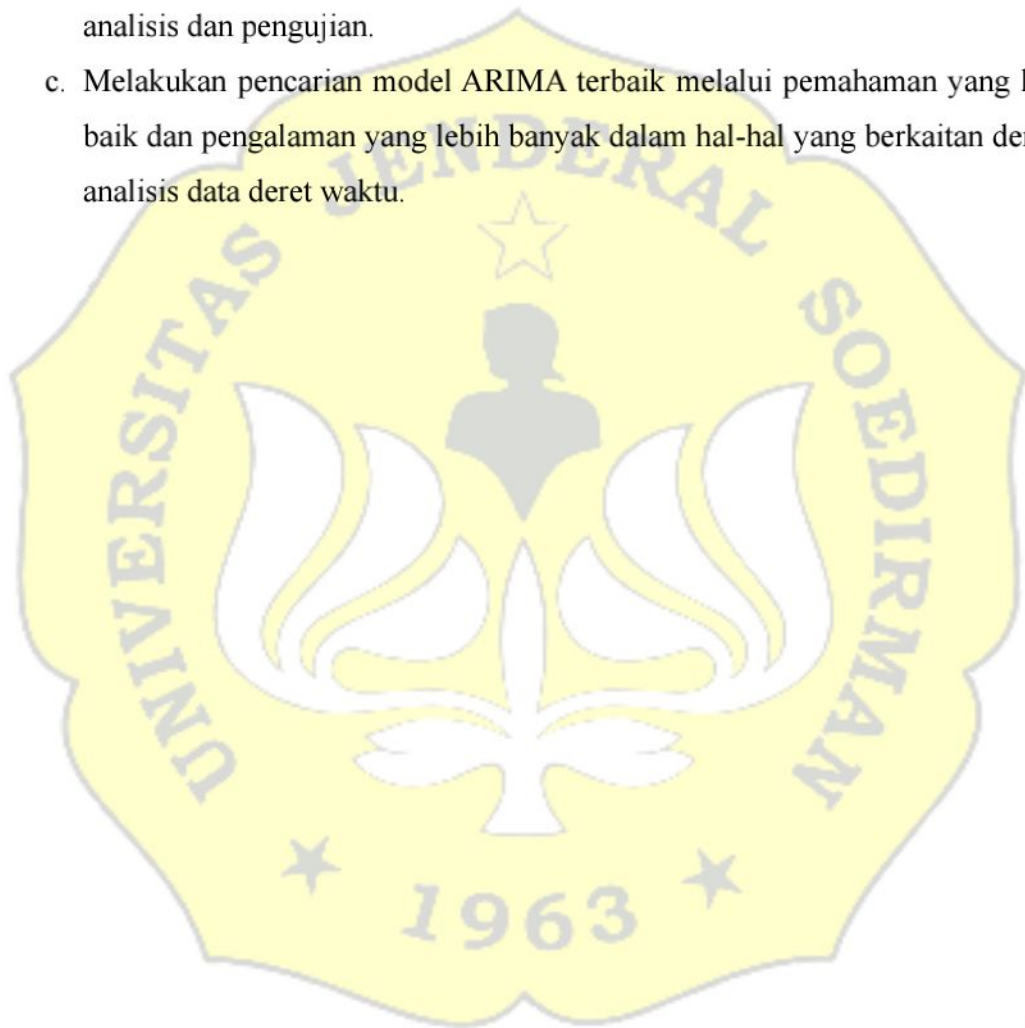 analisis dan pengujian.
c. Melakukan pencarian model ARIMA terbaik melalui pemahaman yang
baik dan pengalaman yang lebih banyak dalam hal-hal yang berkaitan
analisis data deret waktu.
UNIVERSITAS JENDERAL SOEDIRMAN
1963